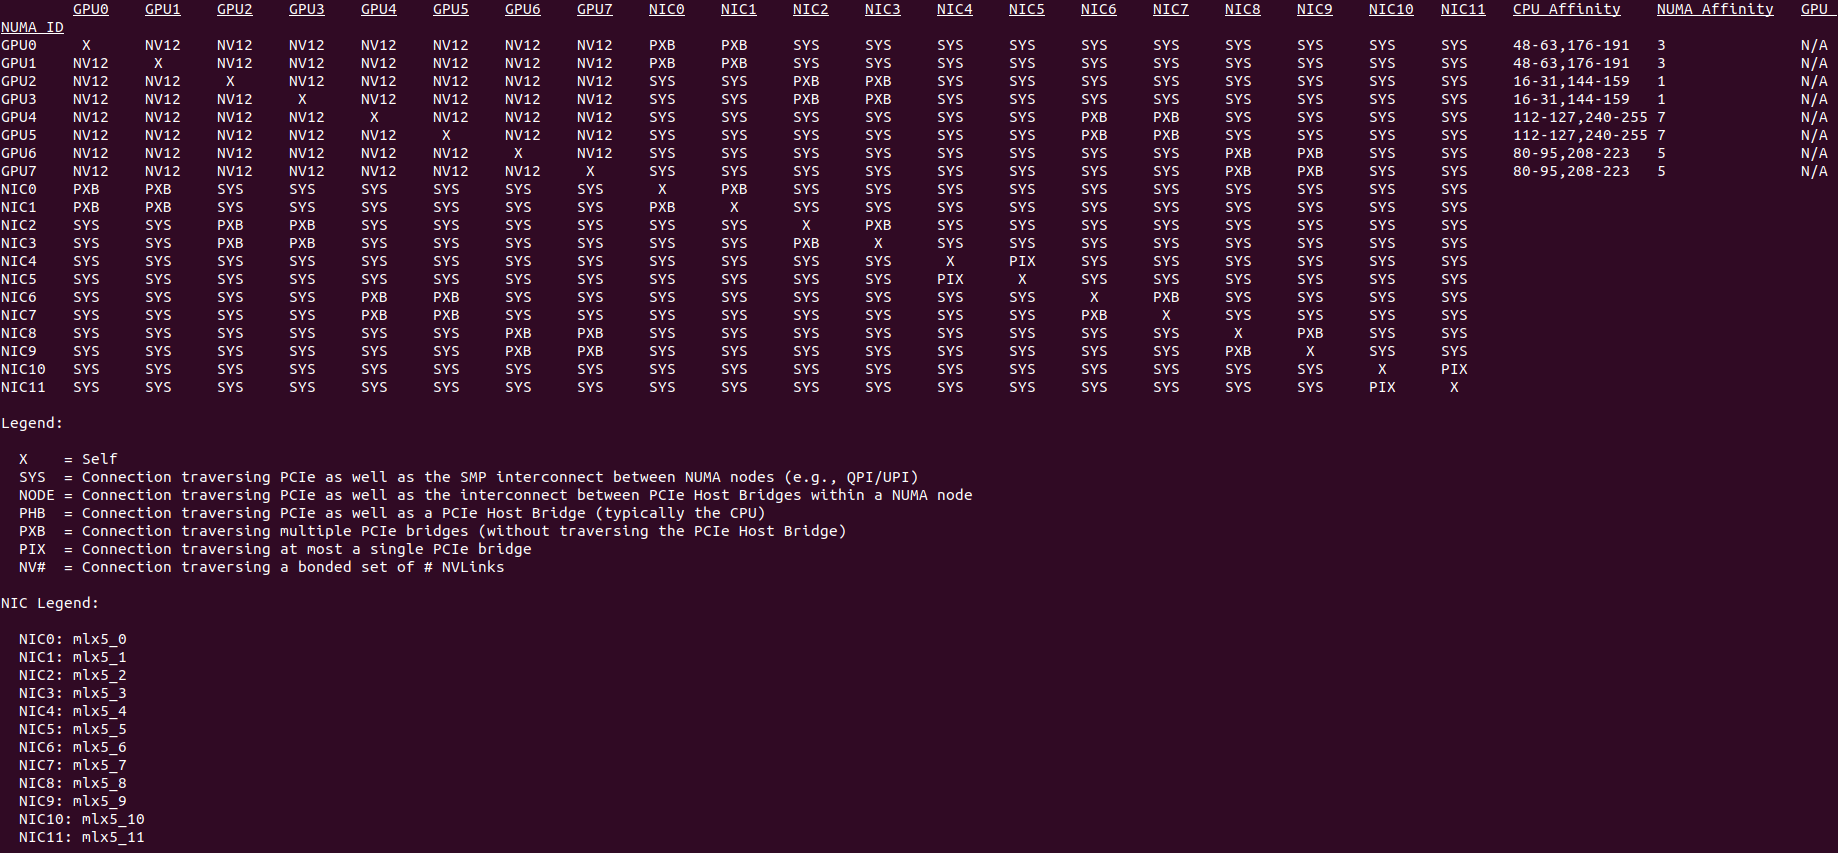 GPU0 GPU1 GPU2 GPU3 GPU4 GPU5 GPU6 GPU7 NIC0 NIC1 NIC2 NIC3 NIC4 NIC5 NIC6 NIC7 NIC8 NIC9 NIC10 NIC11 CPU Affinity NUMA Affinity GPU
NUMA ID
GPU0 X NV12 NV12 NV12 NV12 NV12 NV12 NV12 PXB PXB SYS SYS SYS SYS SYS SYS SYS SYS SYS SYS 48-63,176-191 3 N/A
GPU1 NV12 X NV12 NV12 NV12 NV12 NV12 NV12 PXB PXB SYS SYS SYS SYS SYS SYS SYS SYS SYS SYS 48-63,176-191 3 N/A
GPU2 NV12 NV12 X NV12 NV12 NV12 NV12 NV12 SYS SYS PXB PXB SYS SYS SYS SYS SYS SYS SYS SYS 16-31,144-159 1 N/A
GPU3 NV12 NV12 NV12 X NV12 NV12 NV12 NV12 SYS SYS PXB PXB SYS SYS SYS SYS SYS SYS SYS SYS 16-31,144-159 1 N/A
GPU4 NV12 NV12 NV12 NV12 X NV12 NV12 NV12 SYS SYS SYS SYS SYS SYS PXB PXB SYS SYS SYS SYS 112-127,240-255 7 N/A
GPU5 NV12 NV12 NV12 NV12 NV12 X NV12 NV12 SYS SYS SYS SYS SYS SYS PXB PXB SYS SYS SYS SYS 112-127,240-255 7 N/A
GPU6 NV12 NV12 NV12 NV12 NV12 NV12 X NV12 SYS SYS SYS SYS SYS SYS SYS SYS PXB PXB SYS SYS 80-95,208-223 5 N/A
GPU7 NV12 NV12 NV12 NV12 NV12 NV12 NV12 X SYS SYS SYS SYS SYS SYS SYS SYS PXB PXB SYS SYS 80-95,208-223 5 N/A
NIC0 PXB PXB SYS SYS SYS SYS SYS SYS X PXB SYS SYS SYS SYS SYS SYS SYS SYS SYS SYS
NIC1 PXB PXB SYS SYS SYS SYS SYS SYS PXB X SYS SYS SYS SYS SYS SYS SYS SYS SYS SYS
NIC2 SYS SYS PXB PXB SYS SYS SYS SYS SYS SYS X PXB SYS SYS SYS SYS SYS SYS SYS SYS
NIC3 SYS SYS PXB PXB SYS SYS SYS SYS SYS SYS PXB X SYS SYS SYS SYS SYS SYS SYS SYS
NIC4 SYS SYS SYS SYS SYS SYS SYS SYS SYS SYS SYS SYS X PIX SYS SYS SYS SYS SYS SYS
NIC5 SYS SYS SYS SYS SYS SYS SYS SYS SYS SYS SYS SYS PIX X SYS SYS SYS SYS SYS SYS
NIC6 SYS SYS SYS SYS PXB PXB SYS SYS SYS SYS SYS SYS SYS SYS X PXB SYS SYS SYS SYS
NIC7 SYS SYS SYS SYS PXB PXB SYS SYS SYS SYS SYS SYS SYS SYS PXB X SYS SYS SYS SYS
NIC8 SYS SYS SYS SYS SYS SYS PXB PXB SYS SYS SYS SYS SYS SYS SYS SYS X PXB SYS SYS
NIC9 SYS SYS SYS SYS SYS SYS PXB PXB SYS SYS SYS SYS SYS SYS SYS SYS PXB X SYS SYS
NIC10 SYS SYS SYS SYS SYS SYS SYS SYS SYS SYS SYS SYS SYS SYS SYS SYS SYS SYS X PIX
NIC11 SYS SYS SYS SYS SYS SYS SYS SYS SYS SYS SYS SYS SYS SYS SYS SYS SYS SYS PIX X
Legend:
X = Self
SYS = Connection traversing PCIe as well as the SMP interconnect between NUMA nodes (e.g., QPI/UPI)
NODE = Connection traversing PCIe as well as the interconnect between PCIe Host Bridges within a NUMA node
PHB = Connection traversing PCIe as well as a PCIe Host Bridge (typically the CPU)
PXB = Connection traversing multiple PCIe bridges (without traversing the PCIe Host Bridge)
PIX = Connection traversing at most a single PCIe bridge
NV# = Connection traversing a bonded set of # NVLinks
NIC Legend:
NIC0: mlx5_0
NIC1: mlx5_1
NIC2: mlx5_2
NIC3: mlx5_3
NIC4: mlx5_4
NIC5: mlx5_5
NIC6: mlx5_6
NIC7: mlx5_7
NIC8: mlx5_8
NIC9: mlx5_9
NIC10: mlx5_10
NIC11: mlx5_11